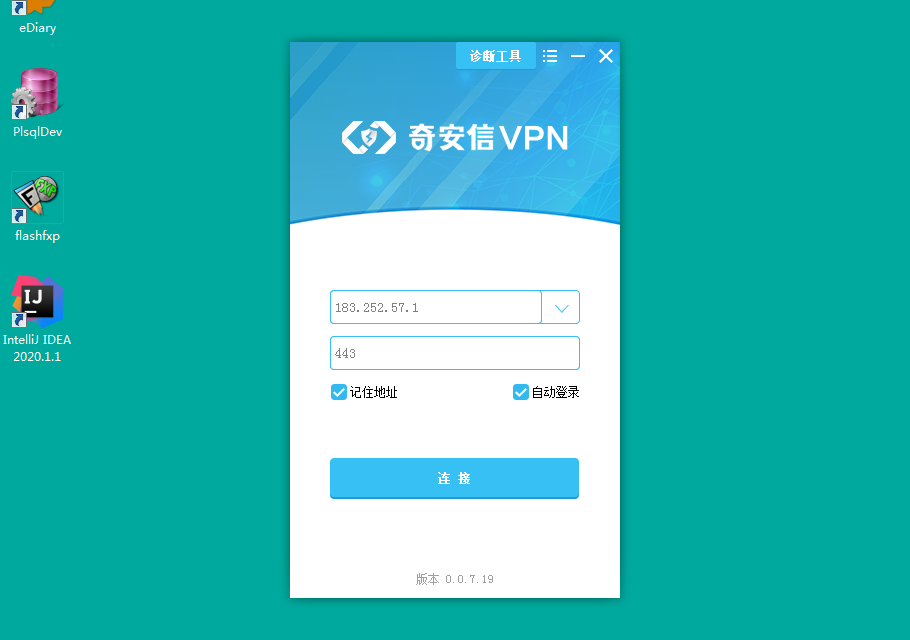 eDiary
PlsqlDev
flashfxp
IJ
IntelliJ IDEA
2020.1.1
诊断工具
奇安信VPN
183.252.57.1
443
记住地址
自动登录
连接
版本 0.0.7.19